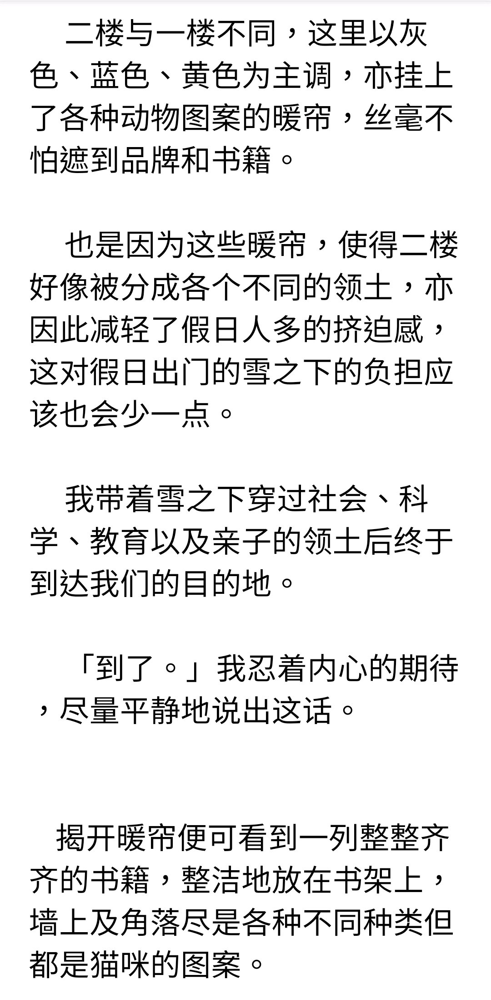 二楼与一楼不同，这里以灰
色、蓝色、黄色为主调，亦挂上
了各种动物图案的暖帘，丝毫不
怕遮到品牌和书籍。
也是因为这些暖帘，使得二楼
好像被分成各个不同的领土，亦
因此减轻了假日人多的挤迫感，
这对徦日出门的雪之下的负担应
该也会少一点。
我带着雪之下穿过社会、科
学、教育以及亲子的领土后终于
到达我们的目的地。
「到了。」我忍着内心的期待
，尽量平静地说出这话。
揭开暖帘便可看到一列整整齐
齐的书籍，整洁地放在书架上，
墙上及角落尽是各种不同种类但
都是猫咪的图案。